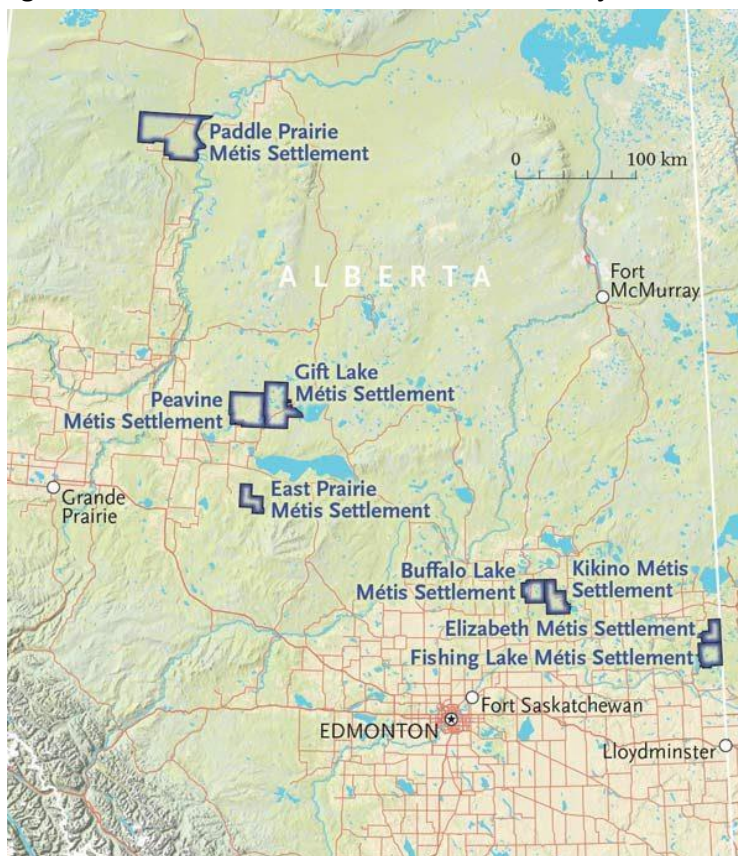 Paddle Prairie
Métis Settlement
0 100 km
ALBERTA
Fort
McMurray
Gift Lake
Métis Settlement
Peavine
Métis Settlement
Grande
Prairie
East Prairie
Métis Settlement
Buffalo Lake
Métis Settlement
Kikino Métis
Settlement
Elizabeth Métis Settlement
Fishing Lake Métis Settlement
Fort Saskatchewan
EDMONTON
Lloydminster